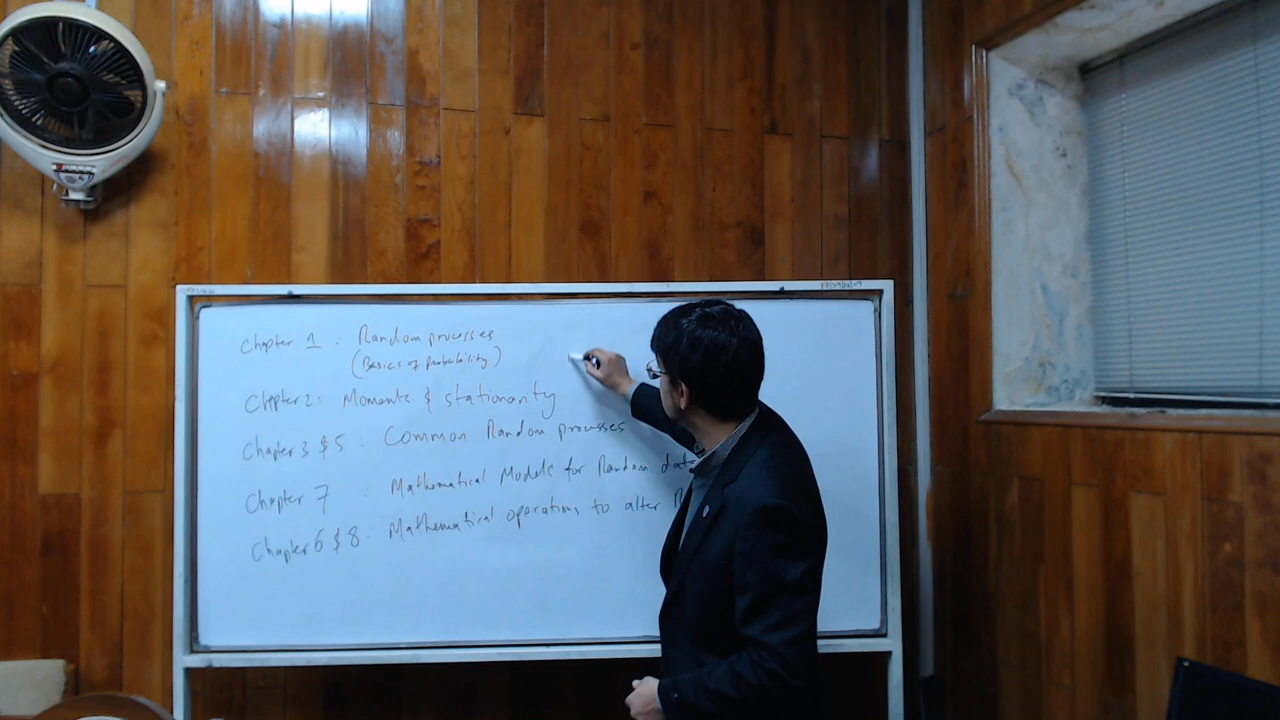 Chapter 1 : Random processes
(Basics of Probability)
Chpter 2: Moments & stationarity
Chapter 3 & 5 : Common Random processes
Chapter 7 : Mathematical Models for Random data
Chapter 6 & 8 : Mathematical operations to alter